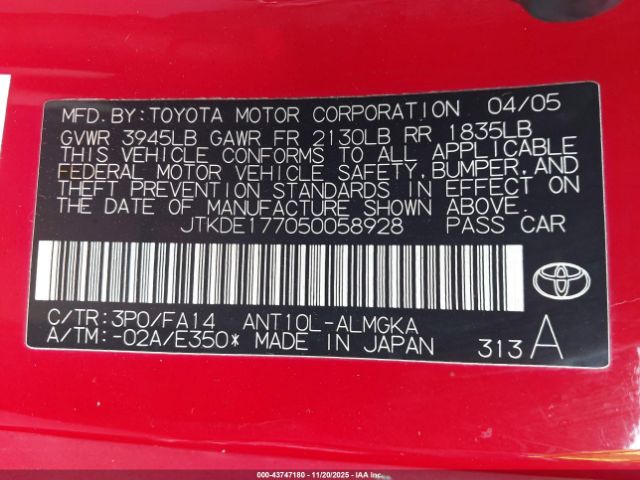 MFD.BY:TOYOTA MOTOR CORPORATION 04/05
GVWR 3945LB GAWR FR 2130LB RR 1835LB
THIS VEHICLE CONFORMS TO ALL APPLICABLE
FEDERAL MOTOR VEHICLE SAFETY,BUMPER,AND
THEFT PREVENTION STANDARDS IN EFFECT ON
THE DATE OF MANUFACTURE SHOWN ABOVE.
JTKDE177050058928 PASS CAR
C/TR:3P0/FA14 ANT10L-ALMGKA
A/TM:-02A/E350* MADE IN JAPAN
313 A
TOYOTA
000-43747180 - 11/20/2025 - IAAI.COM